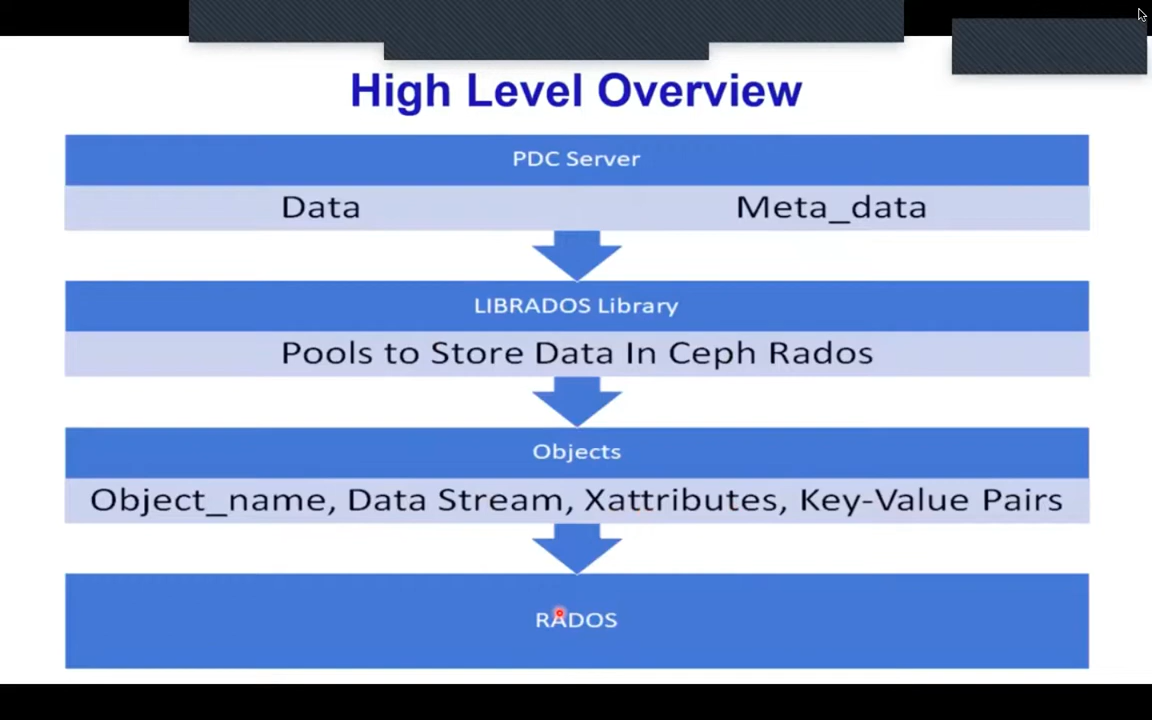 High Level Overview
PDC Server
Data Meta_data
LIBRADOS Library
Pools to Store Data In Ceph Rados
Objects
Object_name, Data Stream, Xattributes, Key-Value Pairs
RADOS